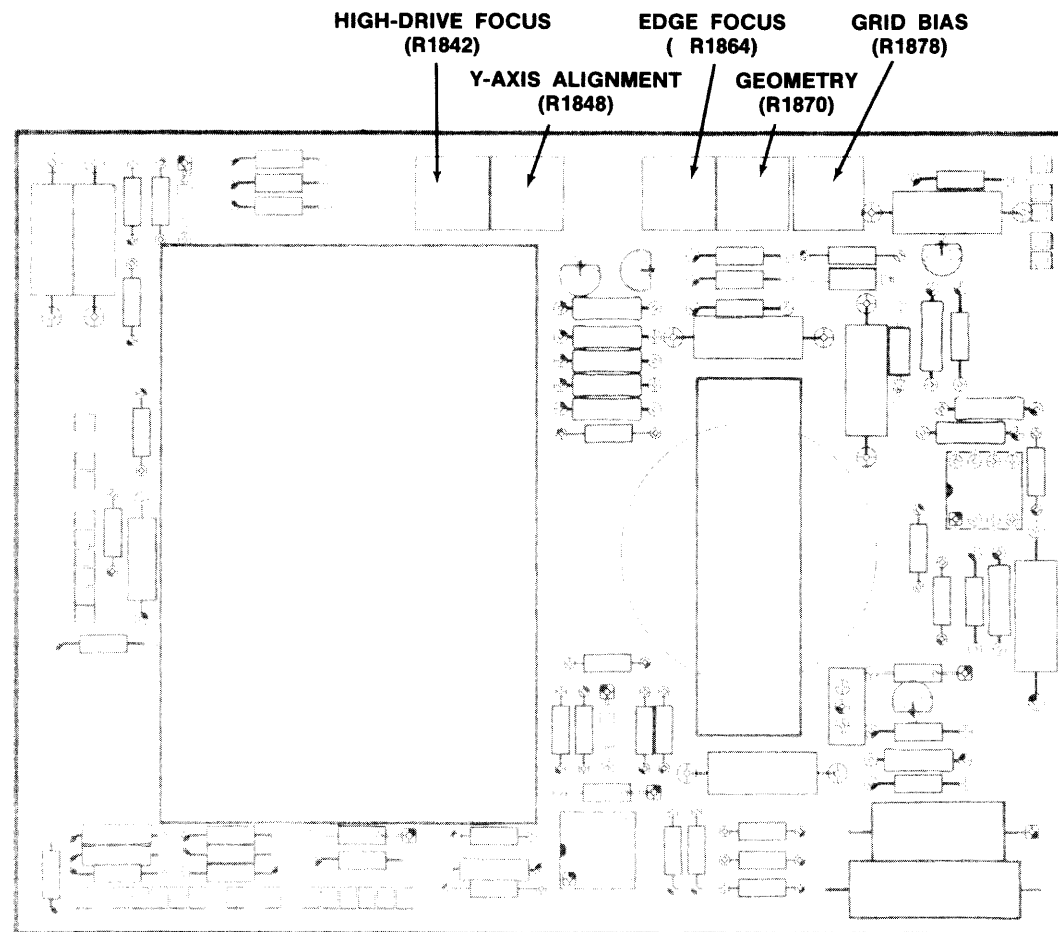 HIGH-DRIVE FOCUS
(R1842)
EDGE FOCUS
( R1864)
GRID BIAS
(R1878)
Y-AXIS ALIGNMENT
(R1848)
GEOMETRY
(R1870)